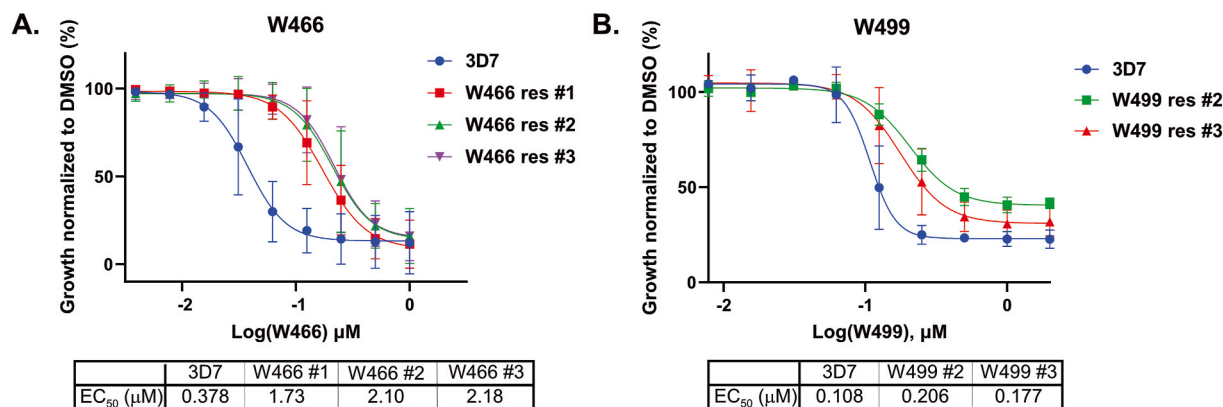 A.
W466
Growth normalized to DMSO (%)
100
50
0
-2
-1
0
Log(W466) µM
3D7
W466 res #1
W466 res #2
W466 res #3
3D7 W466 #1 W466 #2 W466 #3
EC50 (µM) 0.378 1.73 2.10 2.18
B.
W499
Growth normalized to DMSO (%)
100
50
0
-2
-1
0
Log(W499), µM
3D7
W499 res #2
W499 res #3
3D7 W499 #2 W499 #3
EC50 (µM) 0.108 0.206 0.177